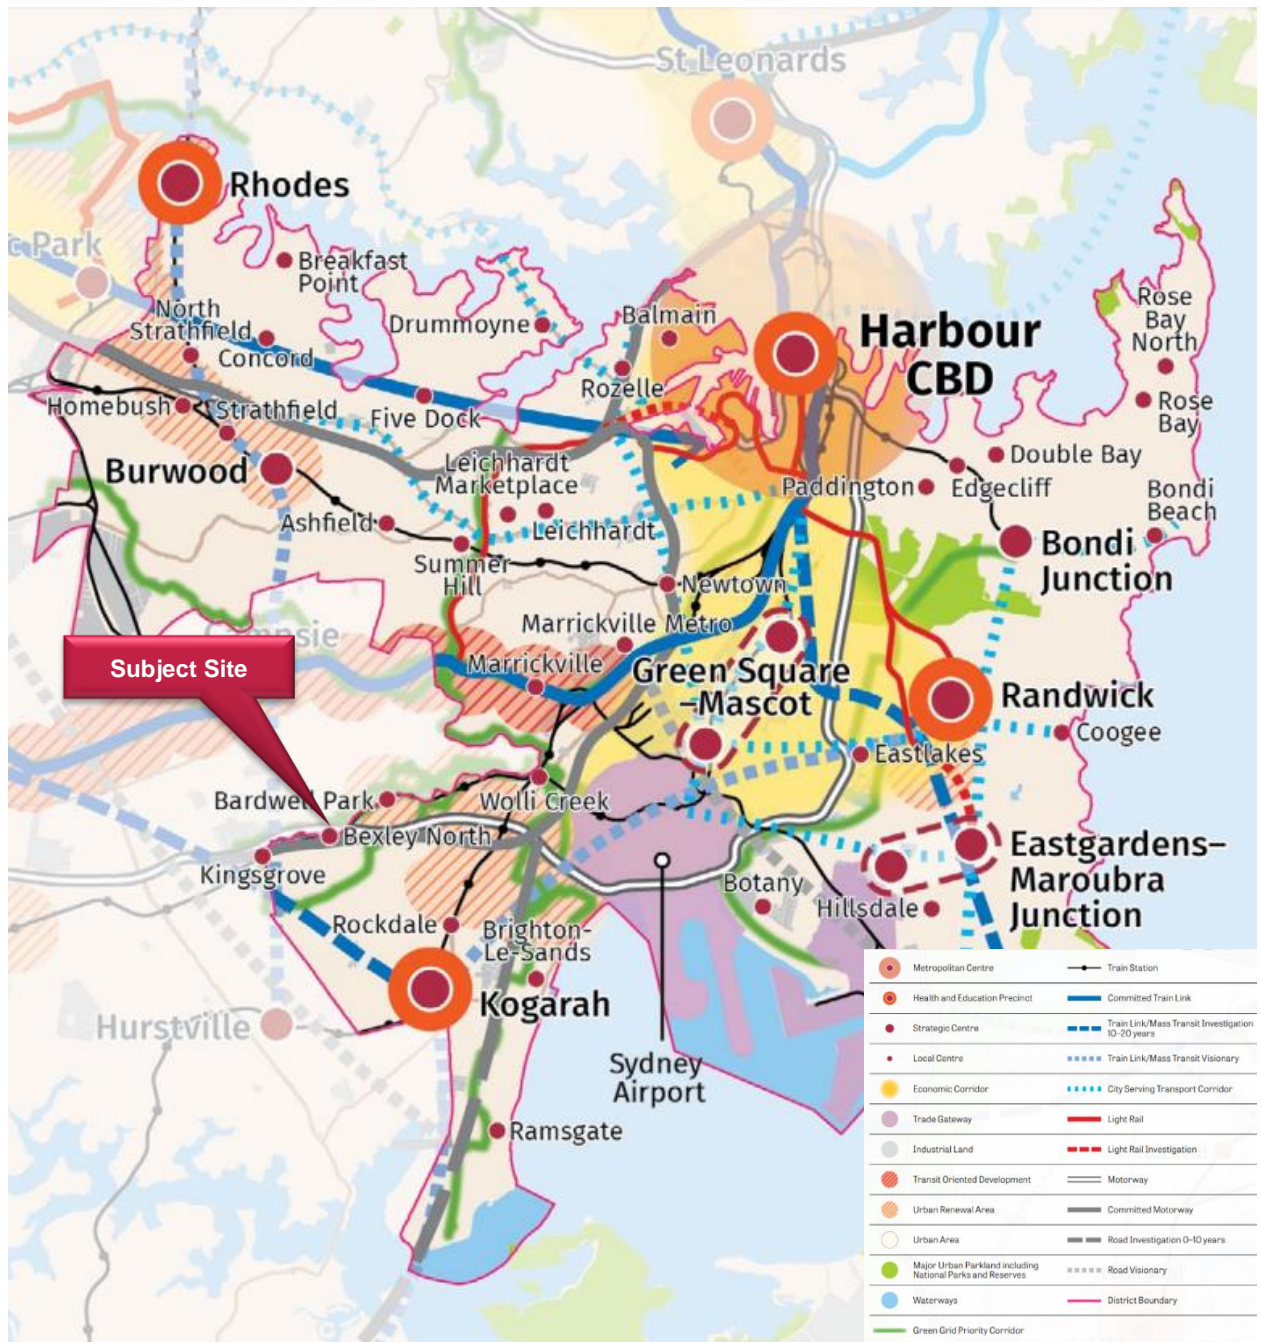 St Leonards
Rhodes
c Park
Breakfast
Point
North
Strathfield
Concord
Drummoyne
Balmain
Harbour
CBD
Rose
Bay
North
Rozelle
Homebush
Strathfield
Five Dock
Rose
Bay
Burwood
Leichhardt
Marketplace
Double Bay
Paddington
Edgecliff
Bondi
Beach
Ashfield
Leichhardt
Bondi
Junction
Summer
Hill
Newtown
Campsie
Marrickville Metro
Subject Site
Marrickville
Green Square
–Mascot
Randwick
Coogee
Eastlakes
Bardwell Park
Wolli Creek
Bexley North
Kingsgrove
Eastgardens–
Maroubra
Junction
Botany
Hillsdale
Rockdale
Brighton-
Le-Sands
Kogarah
Hurstville
Sydney
Airport
Ramsgate
Metropolitan Centre
Train Station
Health and Education Precinct
Committed Train Link
Strategic Centre
Train Link/Mass Transit Investigation
10–20 years
Local Centre
Train Link/Mass Transit Visionary
Economic Corridor
City Serving Transport Corridor
Trade Gateway
Light Rail
Industrial Land
Light Rail Investigation
Transit Oriented Development
Motorway
Urban Renewal Area
Committed Motorway
Urban Area
Road Investigation 0–10 years
Major Urban Parkland including
National Parks and Reserves
Road Visionary
Waterways
District Boundary
Green Grid Priority Corridor